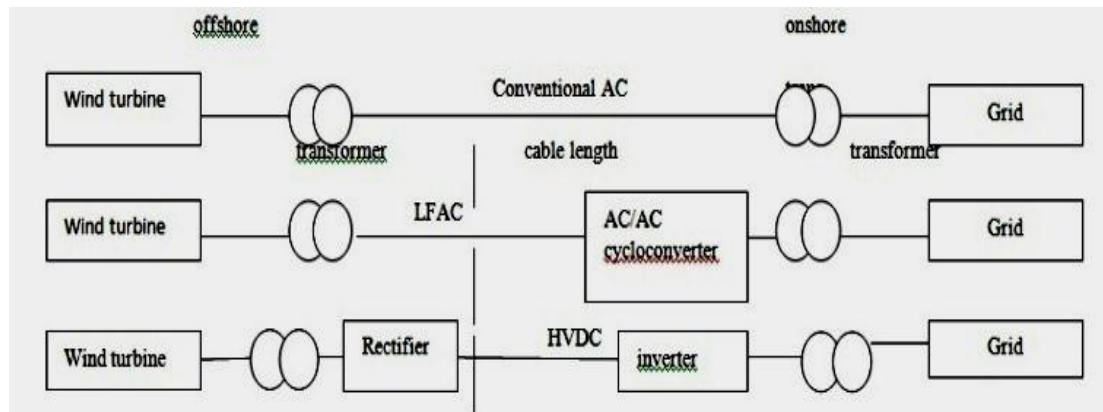 offshore onshore
Wind turbine Conventional AC Grid
transformer cable length transformer
Wind turbine LFAC AC/AC Grid
cycloconverter
Wind turbine Rectifier HVDC inverter Grid